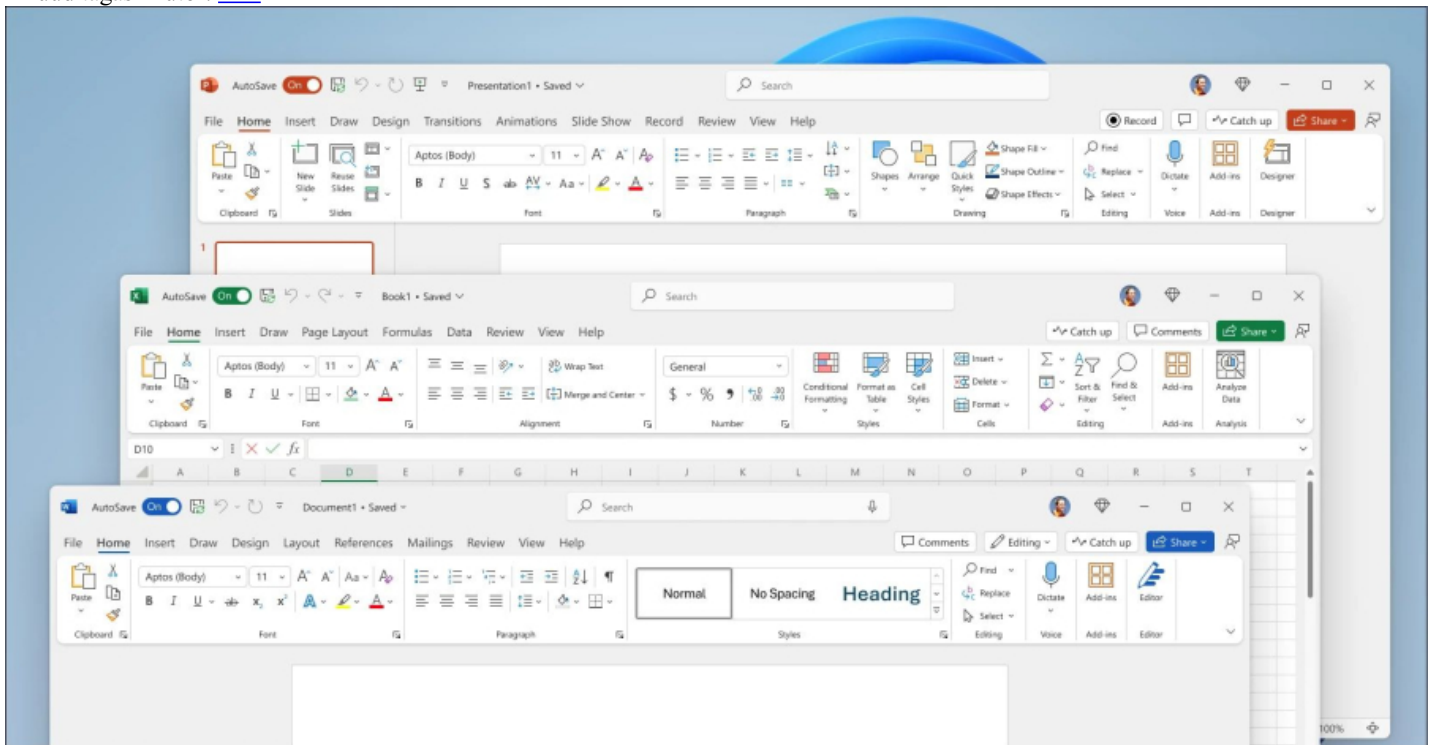 AutoSave On Presentation1 • Saved Search
File Home Insert Draw Design Transitions Animations Slide Show Record Review View Help Record Catch up Share
Aptos (Body) 11 Shape Fill Find
Paste New Slide Reuse Slides B I U S ab AV Aa A Shapes Arrange Quick Styles Shape Outline Replace Dictate Add-ins Designer
Shape Effects Select
Clipboard Slides Font Paragraph Drawing Editing Voice Add-ins Designer
1
AutoSave On Book1 • Saved Search
File Home Insert Draw Page Layout Formulas Data Review View Help Catch up Comments Share
Aptos (Body) 11 A A Wrap Text General Insert
Paste B I U A Merge and Center $ % Conditional Formatting Format as Table Cell Styles Delete Sort & Filter Find & Select Add-ins Analyze Data
Format
Clipboard Font Alignment Number Styles Cells Editing Add-ins Analysis
D10 fx
A B C D E F G H I J K L M N O P Q R S T
AutoSave On Document1 • Saved Search
File Home Insert Draw Design Layout References Mailings Review View Help Comments Editing Catch up Share
Aptos (Body) 11 A A Aa A Find
Paste B I U ab x₂ x² A A Normal No Spacing Heading Replace Dictate Add-ins Editor
Select
Clipboard Font Paragraph Styles Editing Voice Add-ins Editor
100%